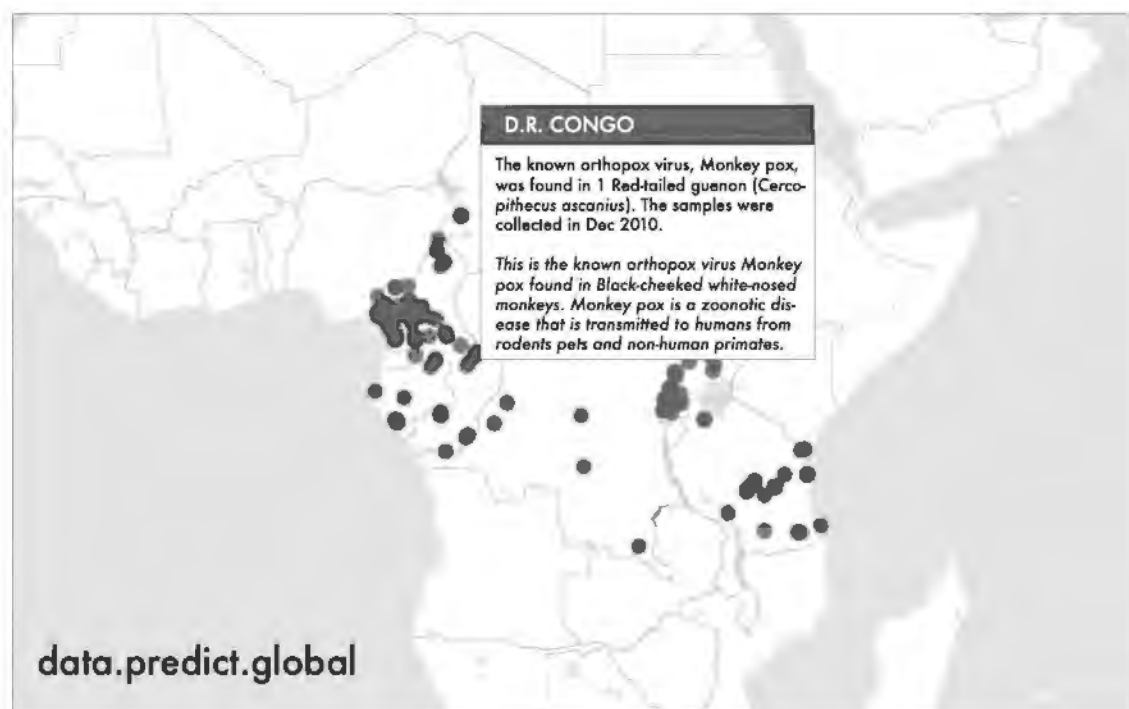 D.R. CONGO
The known orthopox virus, Monkey pox,
was found in 1 Red-tailed guenon (Cerco-
pithecus ascanius). The samples were
collected in Dec 2010.
This is the known orthopox virus Monkey
pox found in Black-cheeked white-nosed
monkeys. Monkey pox is a zoonotic dis-
ease that is transmitted to humans from
rodents pets and non-human primates.
data.predict.global